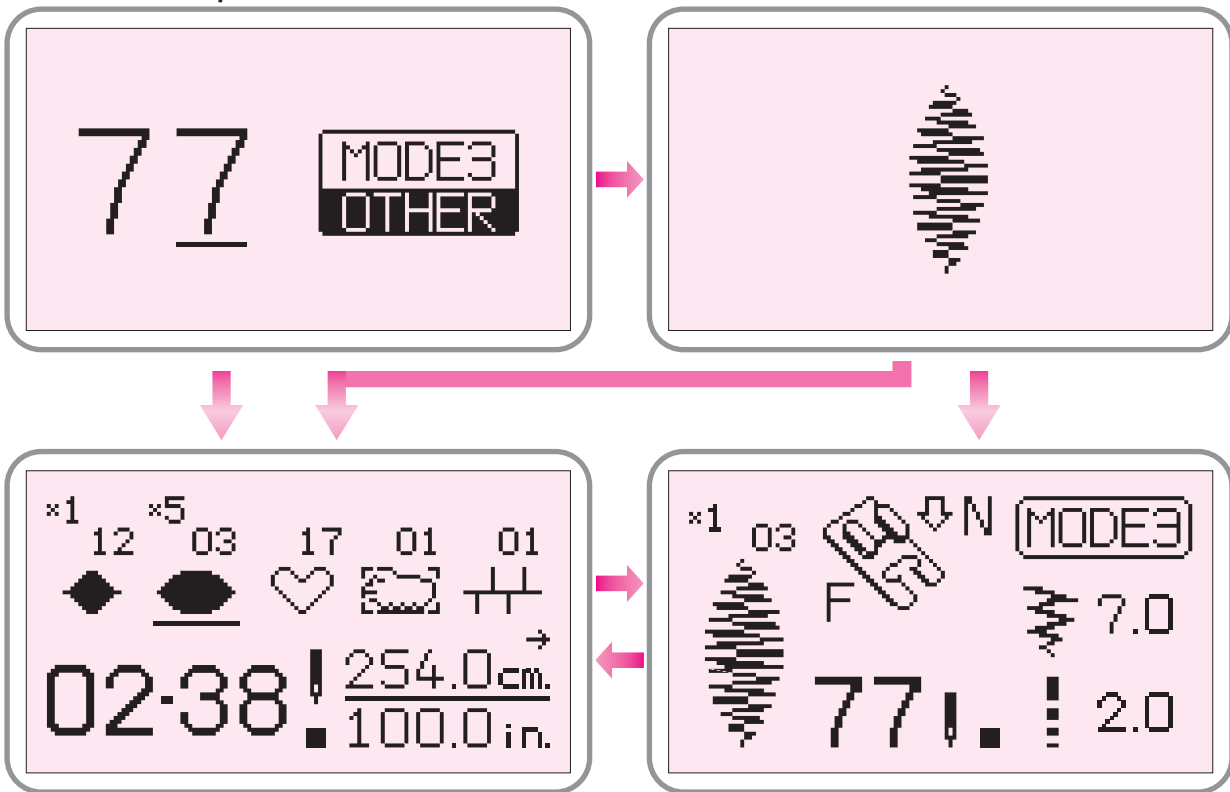 77
MODE3
OTHER
×1 ×5
12 03 17 01 01
02·38
254.0cm.
100.0in.
×1 03
N
F
MODE3
7.0
77
2.0